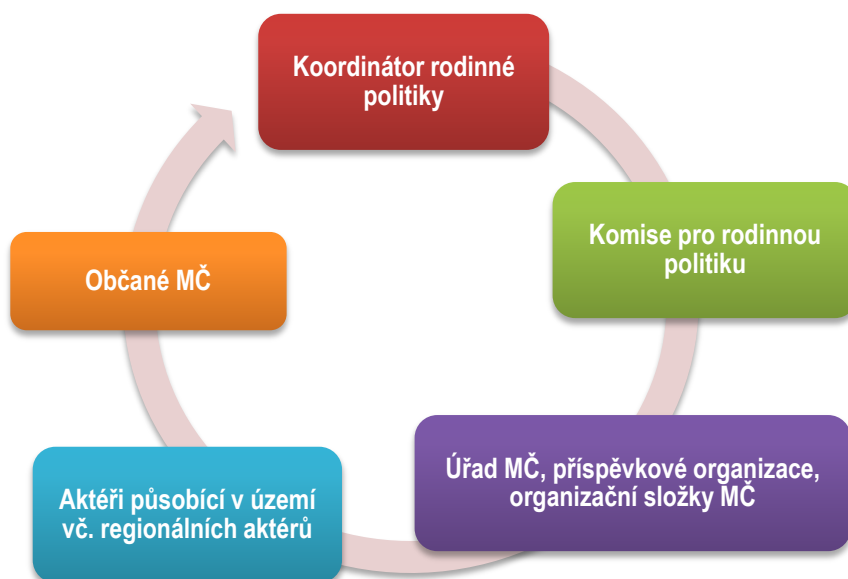 Koordinátor rodinné
politiky
Komise pro rodinnou
politiku
Úřad MČ, příspěvkové organizace,
organizační složky MČ
Aktéři působící v území
vč. regionálních aktérů
Občané MČ